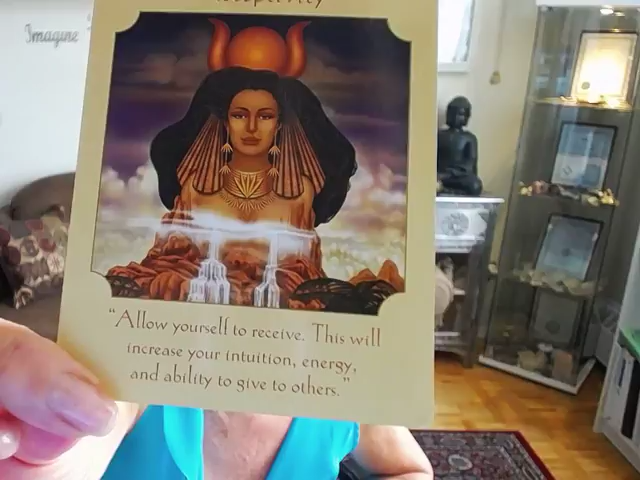 Imagine
"Allow yourself to receive. This will
increase your intuition, energy,
and ability to give to others."